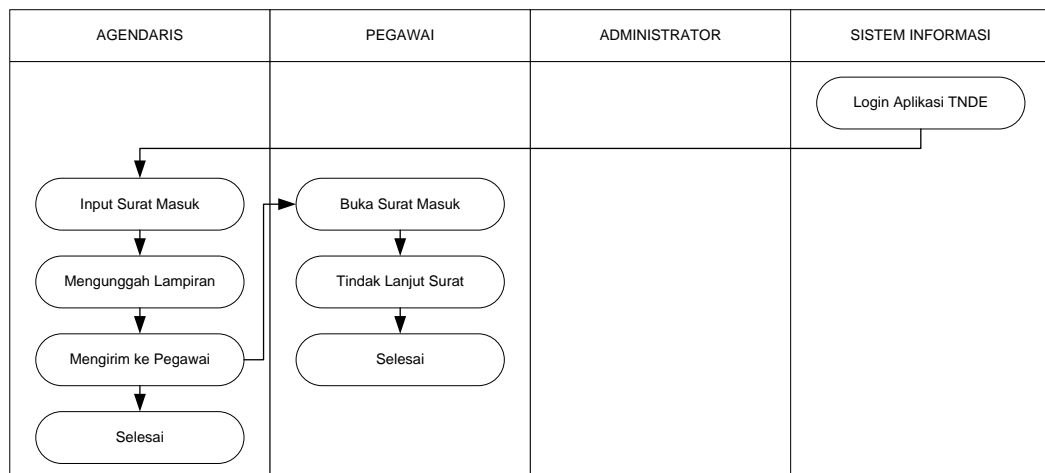 AGENDARIS
PEGAWAI
ADMINISTRATOR
SISTEM INFORMASI
Login Aplikasi TNDE
Input Surat Masuk
Buka Surat Masuk
Mengunggah Lampiran
Tindak Lanjut Surat
Mengirim ke Pegawai
Selesai
Selesai